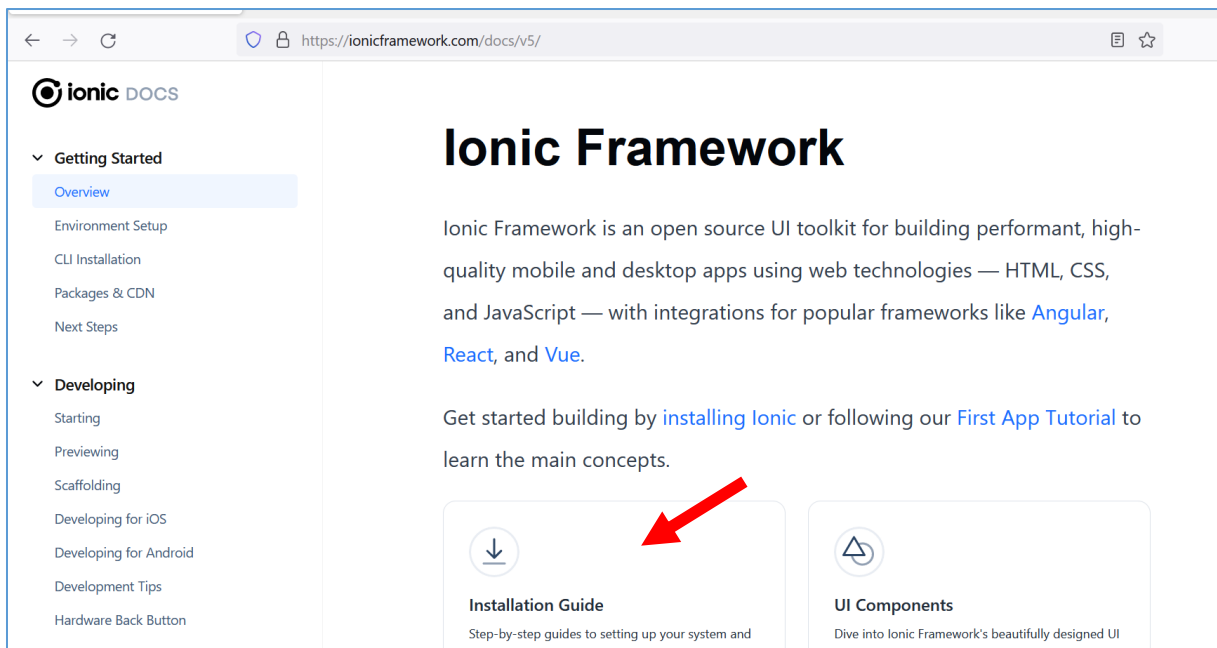 https://ionicframework.com/docs/v5/
ionic DOCS
Getting Started
Overview
Environment Setup
CLI Installation
Packages & CDN
Next Steps
Developing
Starting
Previewing
Scaffolding
Developing for iOS
Developing for Android
Development Tips
Hardware Back Button
Ionic Framework
Ionic Framework is an open source UI toolkit for building performant, high-
quality mobile and desktop apps using web technologies — HTML, CSS,
and JavaScript — with integrations for popular frameworks like Angular,
React, and Vue.
Get started building by installing Ionic or following our First App Tutorial to
learn the main concepts.
Installation Guide
Step-by-step guides to setting up your system and
UI Components
Dive into Ionic Framework's beautifully designed UI